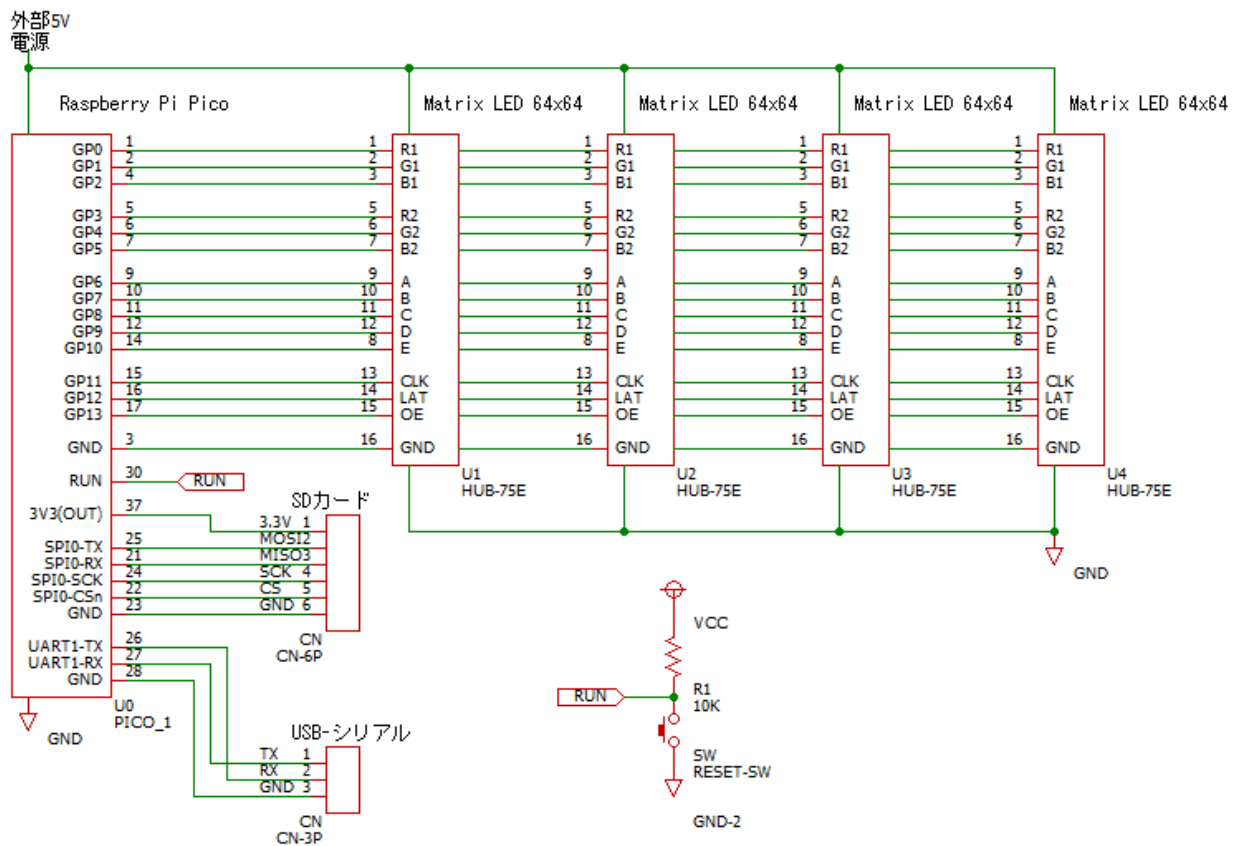 外部5V
電源
Raspberry Pi Pico
Matrix LED 64x64
Matrix LED 64x64
Matrix LED 64x64
Matrix LED 64x64
GP0 1 1 R1 1 R1 1 R1 1 R1
GP1 2 2 G1 2 G1 2 G1 2 G1
GP2 4 3 B1 3 B1 3 B1 3 B1
GP3 5 5 R2 5 R2 5 R2 5 R2
GP4 6 6 G2 6 G2 6 G2 6 G2
GP5 7 7 B2 7 B2 7 B2 7 B2
GP6 9 9 A 9 A 9 A 9 A
GP7 10 10 B 10 B 10 B 10 B
GP8 11 11 C 11 C 11 C 11 C
GP9 12 12 D 12 D 12 D 12 D
GP10 14 8 E 8 E 8 E 8 E
GP11 15 13 CLK 13 CLK 13 CLK 13 CLK
GP12 16 14 LAT 14 LAT 14 LAT 14 LAT
GP13 17 15 OE 15 OE 15 OE 15 OE
GND 3 16 GND 16 GND 16 GND 16 GND
U1
HUB-75E
U2
HUB-75E
U3
HUB-75E
U4
HUB-75E
GND
RUN 30 RUN
3V3(OUT) 37
SPI0-TX 25
SPI0-RX 21
SPI0-SCK 24
SPI0-CSn 22
GND 23
UART1-TX 26
UART1-RX 27
GND 28
U0
PICO_1
GND
SDカード
3.3V 1
MOSI2
MISO3
SCK 4
CS 5
GND 6
CN
CN-6P
USB-シリアル
TX 1
RX 2
GND 3
CN
CN-3P
VCC
R1
10K
RUN
SW
RESET-SW
GND-2